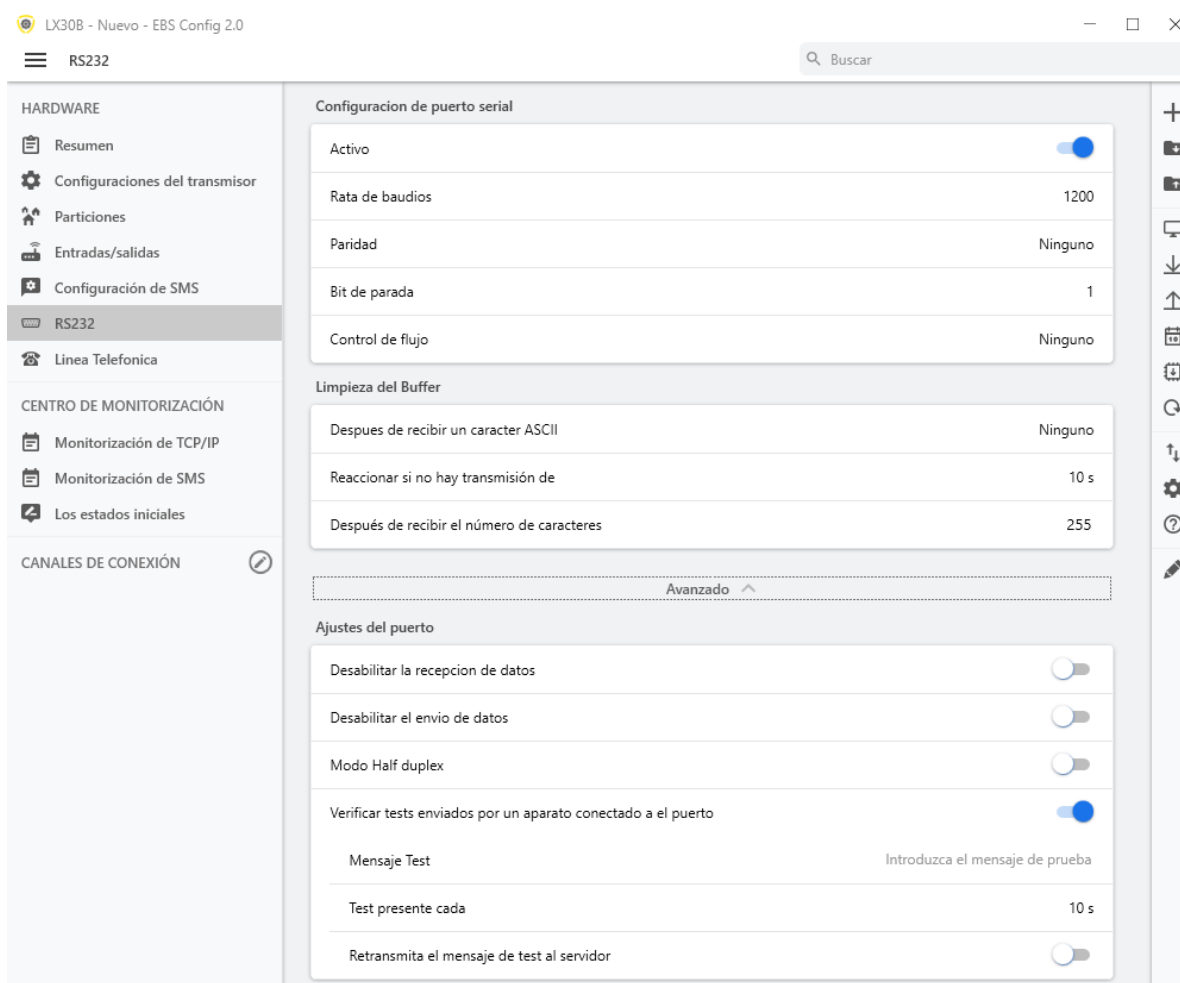 LX30B - Nuevo - EBS Config 2.0
RS232
Buscar
HARDWARE
Resumen
Configuraciones del transmisor
Particiones
Entradas/salidas
Configuración de SMS
RS232
Linea Telefonica
CENTRO DE MONITORIZACIÓN
Monitorización de TCP/IP
Monitorización de SMS
Los estados iniciales
CANALES DE CONEXIÓN
Configuracion de puerto serial
Activo
Rata de baudios 1200
Paridad Ninguno
Bit de parada 1
Control de flujo Ninguno
Limpieza del Buffer
Despues de recibir un caracter ASCII Ninguno
Reaccionar si no hay transmisión de 10 s
Después de recibir el número de caracteres 255
Avanzado
Ajustes del puerto
Desabilitar la recepcion de datos
Desabilitar el envio de datos
Modo Half duplex
Verificar tests enviados por un aparato conectado a el puerto
Mensaje Test Introduzca el mensaje de prueba
Test presente cada 10 s
Retransmita el mensaje de test al servidor